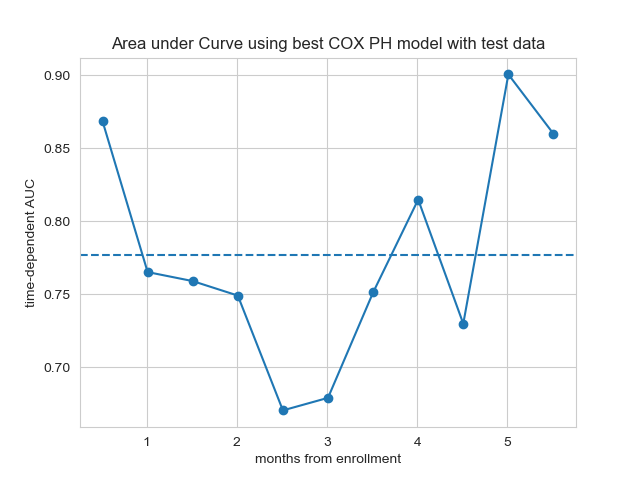 Area under Curve using best COX PH model with test data
time-dependent AUC
0.90
0.85
0.80
0.75
0.70
1 2 3 4 5
months from enrollment